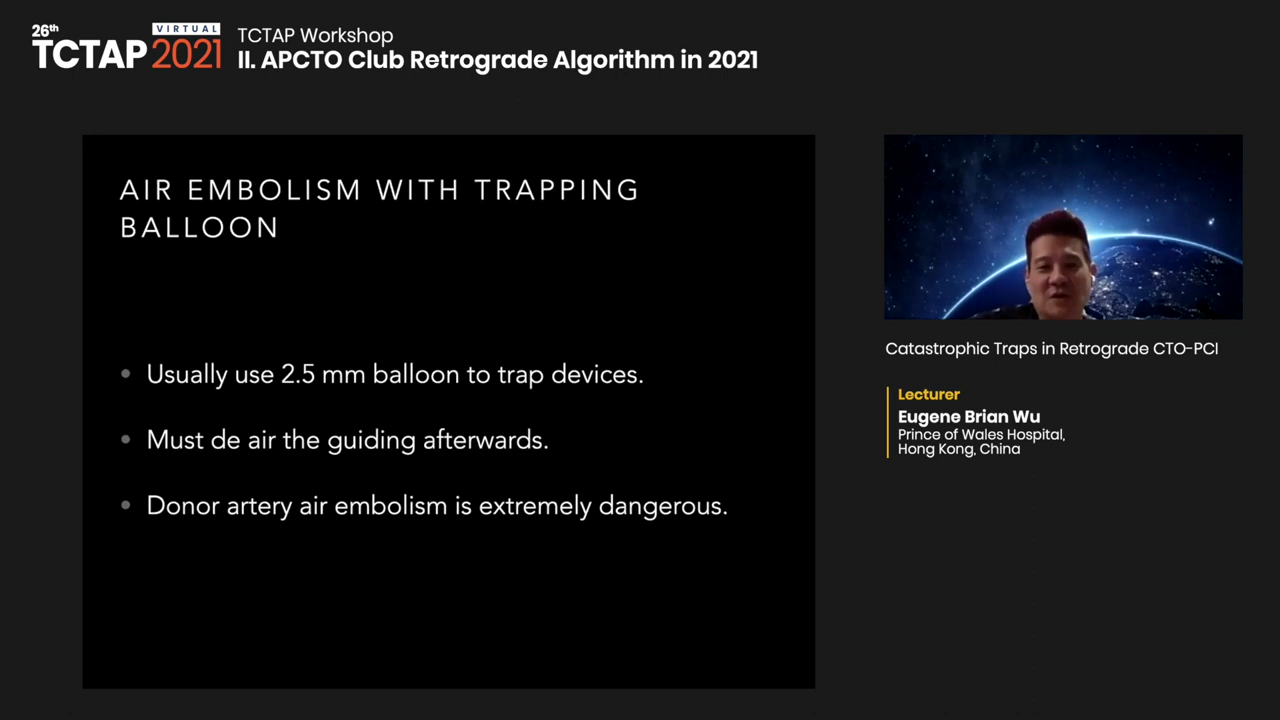 26th
VIRTUAL
TCTAP 2021
TCTAP Workshop
II. APCTO Club Retrograde Algorithm in 2021
AIR EMBOLISM WITH TRAPPING
BALLOON
• Usually use 2.5 mm balloon to trap devices.
• Must de air the guiding afterwards.
• Donor artery air embolism is extremely dangerous.
Catastrophic Traps in Retrograde CTO-PCI
Lecturer
Eugene Brian Wu
Prince of Wales Hospital,
Hong Kong, China